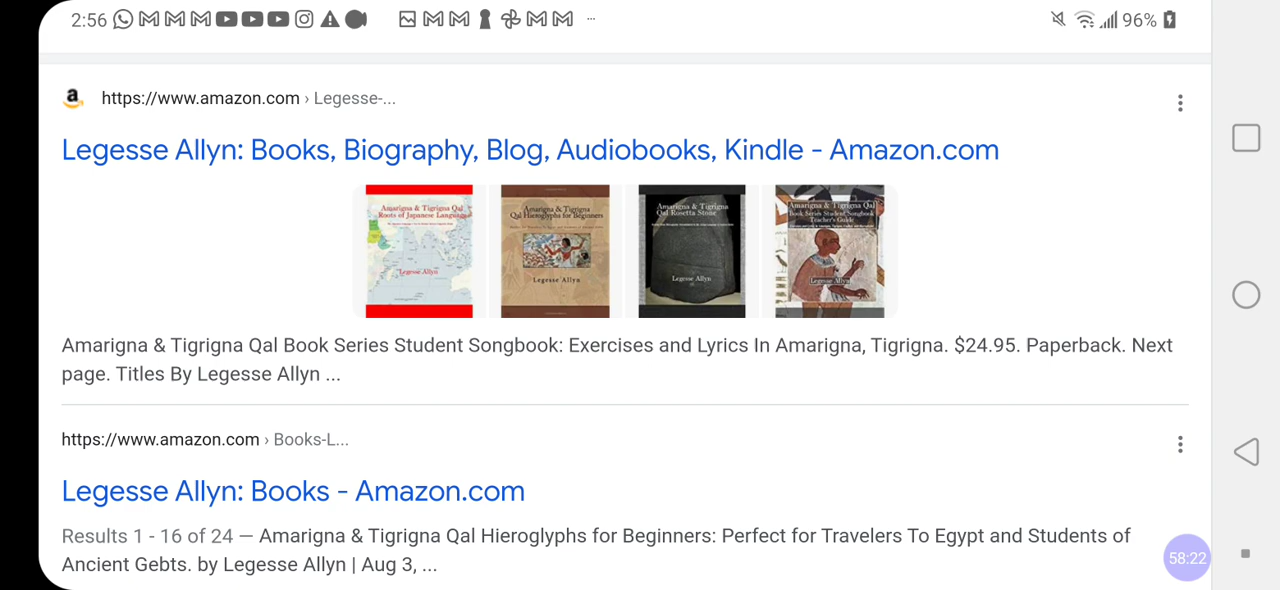 2:56
96%
https://www.amazon.com › Legesse-...
Legesse Allyn: Books, Biography, Blog, Audiobooks, Kindle - Amazon.com
Amarigna & Tigrigna Qal
Roots of Japanese Language
Legesse Allyn
Amarigna & Tigrigna
Qal Hieroglyphs for Beginners
Legesse Allyn
Amarigna & Tigrigna
Qal Rosetta Stone
Legesse Allyn
Amarigna & Tigrigna Qal
Book Series Student Songbook
Teacher's Guide
Legesse Allyn
Amarigna & Tigrigna Qal Book Series Student Songbook: Exercises and Lyrics In Amarigna, Tigrigna. $24.95. Paperback. Next
page. Titles By Legesse Allyn ...
https://www.amazon.com › Books-L...
Legesse Allyn: Books - Amazon.com
Results 1 - 16 of 24 — Amarigna & Tigrigna Qal Hieroglyphs for Beginners: Perfect for Travelers To Egypt and Students of
Ancient Gebts. by Legesse Allyn | Aug 3, ...
58:22